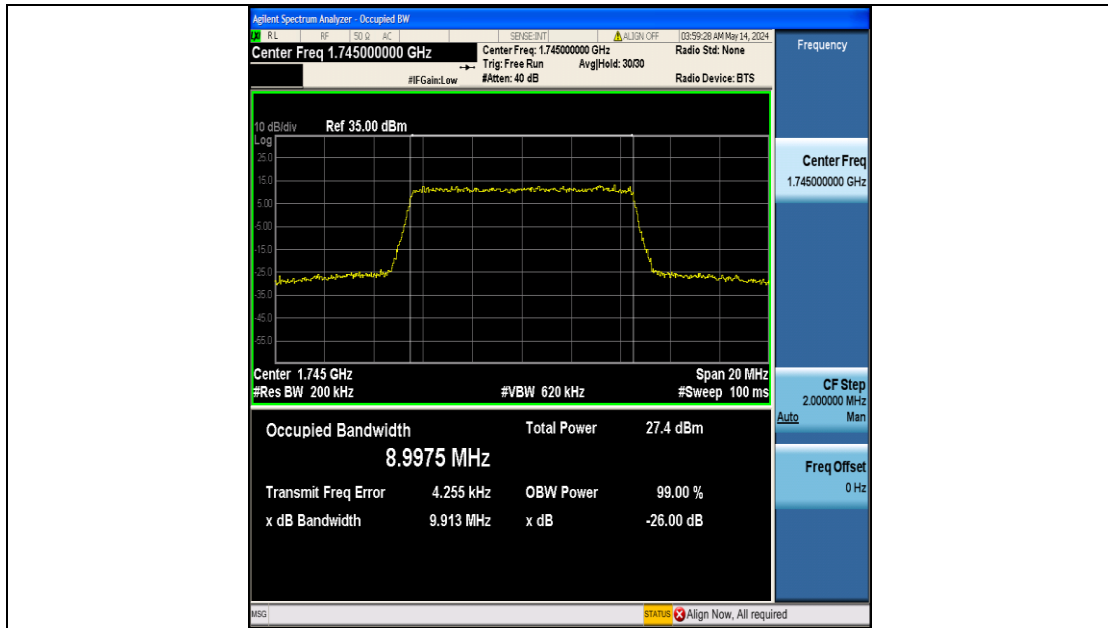 Agilent Spectrum Analyzer - Occupied BW
RL RF 50 Ω AC SENSE:INT ALIGN OFF 03:59:28 AM May 14, 2024
Center Freq 1.745000000 GHz
Center Freq: 1.745000000 GHz
Radio Std: None
Trig: Free Run Avg|Hold: 30/30
#IFGain:Low
#Atten: 40 dB
Radio Device: BTS
10 dB/div Ref 35.00 dBm
Log
25.0
15.0
5.00
-5.00
-15.0
-25.0
-35.0
-45.0
-55.0
Center 1.745 GHz Span 20 MHz
#Res BW 200 kHz #VBW 620 kHz #Sweep 100 ms
Occupied Bandwidth Total Power 27.4 dBm
8.9975 MHz
Transmit Freq Error 4.255 kHz OBW Power 99.00 %
x dB Bandwidth 9.913 MHz x dB -26.00 dB
Frequency
Center Freq
1.745000000 GHz
CF Step
2.000000 MHz
Auto Man
Freq Offset
0 Hz
MSG STATUS Align Now, All required